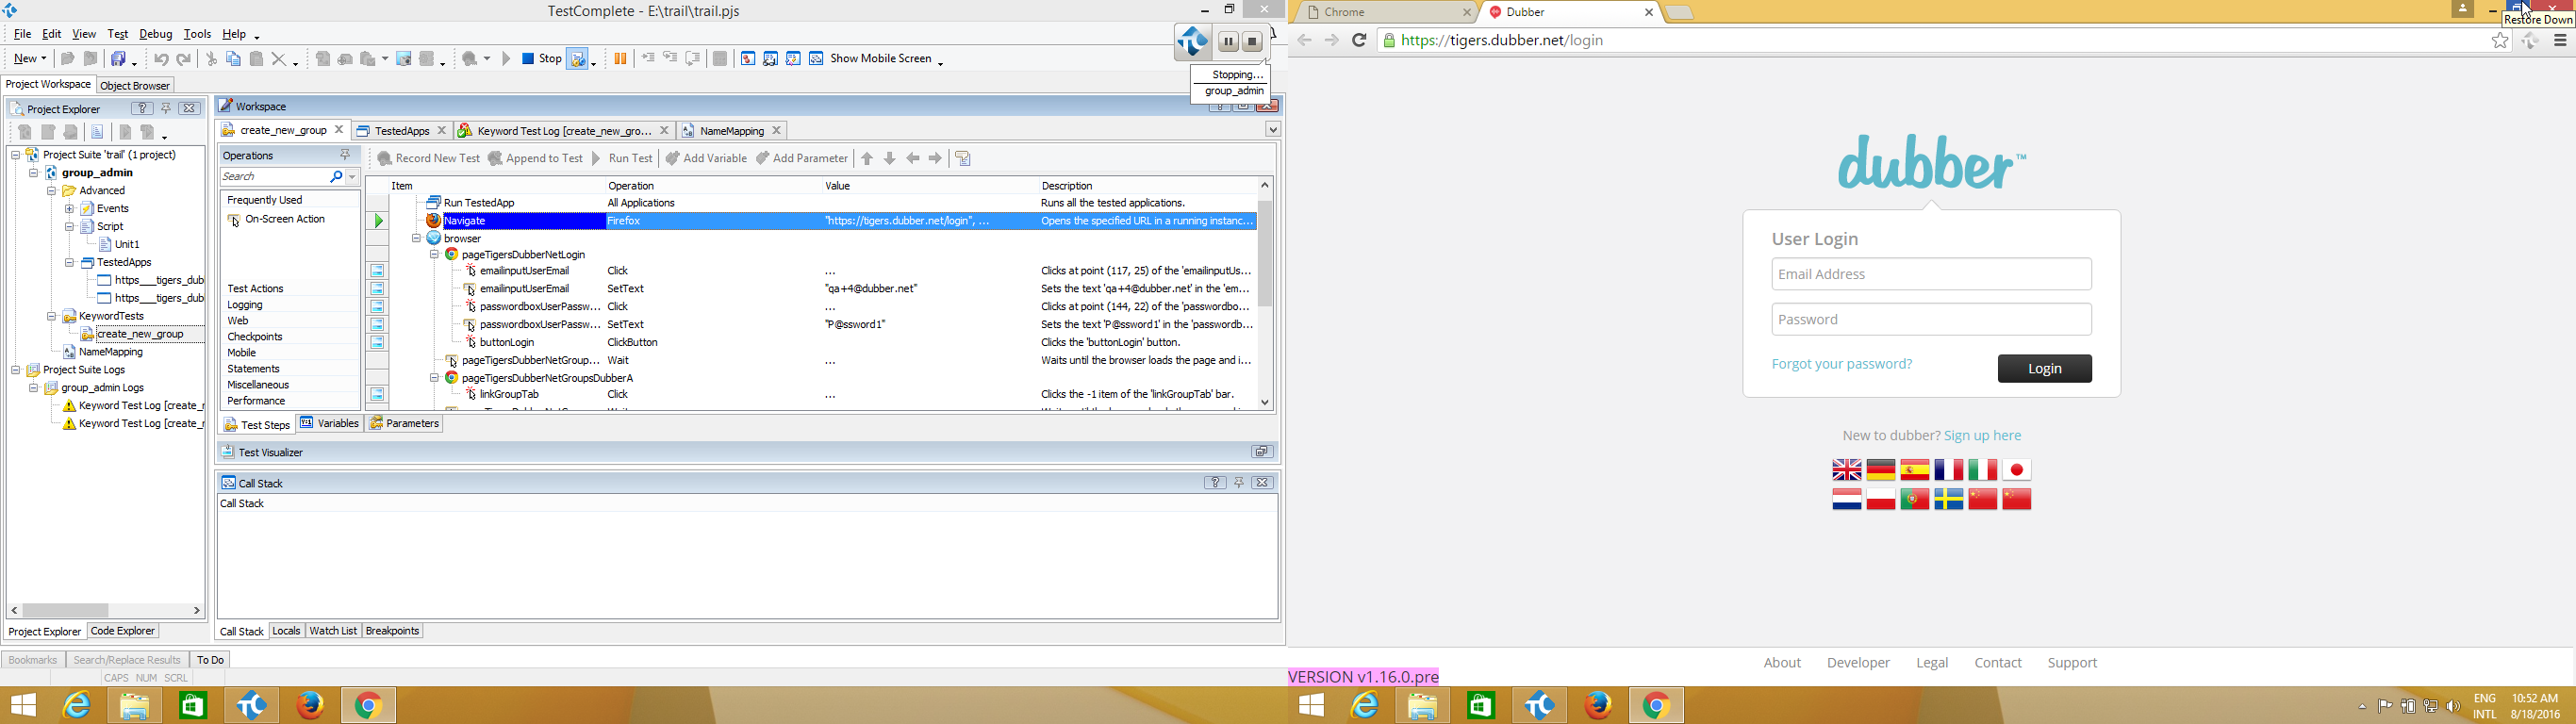 TestComplete - E:\trail\trail.pjs
File Edit View Test Debug Tools Help
New
Stop
Show Mobile Screen
Stopping...
group_admin
Project Workspace Object Browser
Project Explorer
Project Suite 'trail' (1 project)
group_admin
Advanced
Events
Script
Unit1
TestedApps
https___tigers_dubl
https___tigers_dubl
KeywordTests
create_new_group
NameMapping
Project Suite Logs
group_admin Logs
Keyword Test Log [create_r
Keyword Test Log [create_r
Project Explorer Code Explorer
Bookmarks Search/Replace Results To Do
CAPS NUM SCRL
Workspace
create_new_group TestedApps Keyword Test Log [create_new_gro... NameMapping
Operations
Search
Frequently Used
On-Screen Action
Test Actions
Logging
Web
Checkpoints
Mobile
Statements
Miscellaneous
Performance
Record New Test Append to Test Run Test Add Variable Add Parameter
Item Operation Value Description
Run TestedApp All Applications Runs all the tested applications.
Navigate Firefox "https://tigers.dubber.net/login", ... Opens the specified URL in a running instanc...
browser
pageTigersDubberNetLogin
emailinputUserEmail Click ... Clicks at point (117, 25) of the 'emailinputUs...
emailinputUserEmail SetText "qa+4@dubber.net" Sets the text 'qa+4@dubber.net' in the 'em...
passwordboxUserPassw... Click ... Clicks at point (144, 22) of the 'passwordbo...
passwordboxUserPassw... SetText "P@ssword1" Sets the text 'P@ssword1' in the 'passwordb...
buttonLogin ClickButton Clicks the 'buttonLogin' button.
pageTigersDubberNetGroup... Wait ... Waits until the browser loads the page and i...
pageTigersDubberNetGroupsDubberA
linkGroupTab Click ... Clicks the -1 item of the 'linkGroupTab' bar.
Test Steps Variables Parameters
Test Visualizer
Call Stack
Call Stack
Call Stack Locals Watch List Breakpoints
Chrome
Dubber
Restore Down
https://tigers.dubber.net/login
dubber™
User Login
Email Address
Password
Forgot your password?
Login
New to dubber? Sign up here
About Developer Legal Contact Support
VERSION v1.16.0.pre
ENG 10:52 AM
INTL 8/18/2016